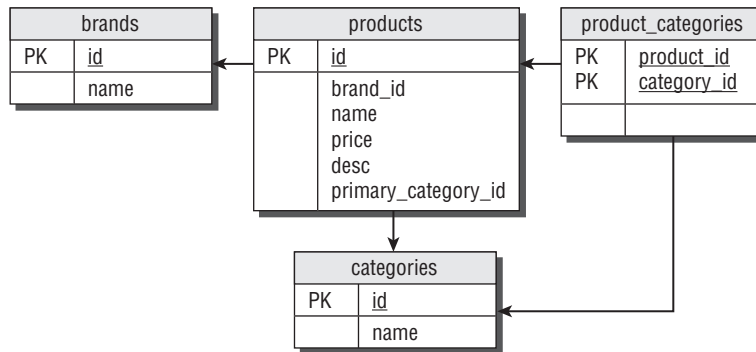 brands
PK id
name
products
PK id
brand_id
name
price
desc
primary_category_id
product_categories
PK product_id
PK category_id
categories
PK id
name